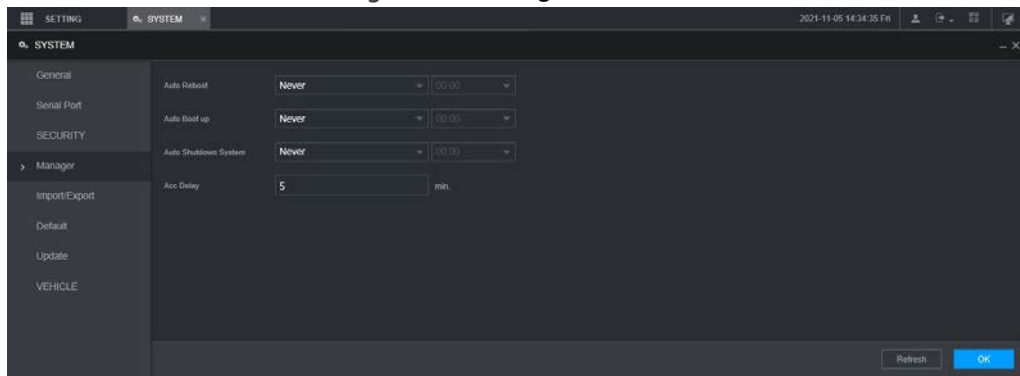 SETTING SYSTEM × 2021-11-05 14:34:35 Fri
SYSTEM
General
Auto Reboot Never 00:00
Serial Port
Auto Boot up Never 00:00
SECURITY
Auto Shutdown System Never 00:00
Manager
Acc Delay 5 min.
Import/Export
Default
Update
VEHICLE
Refresh OK